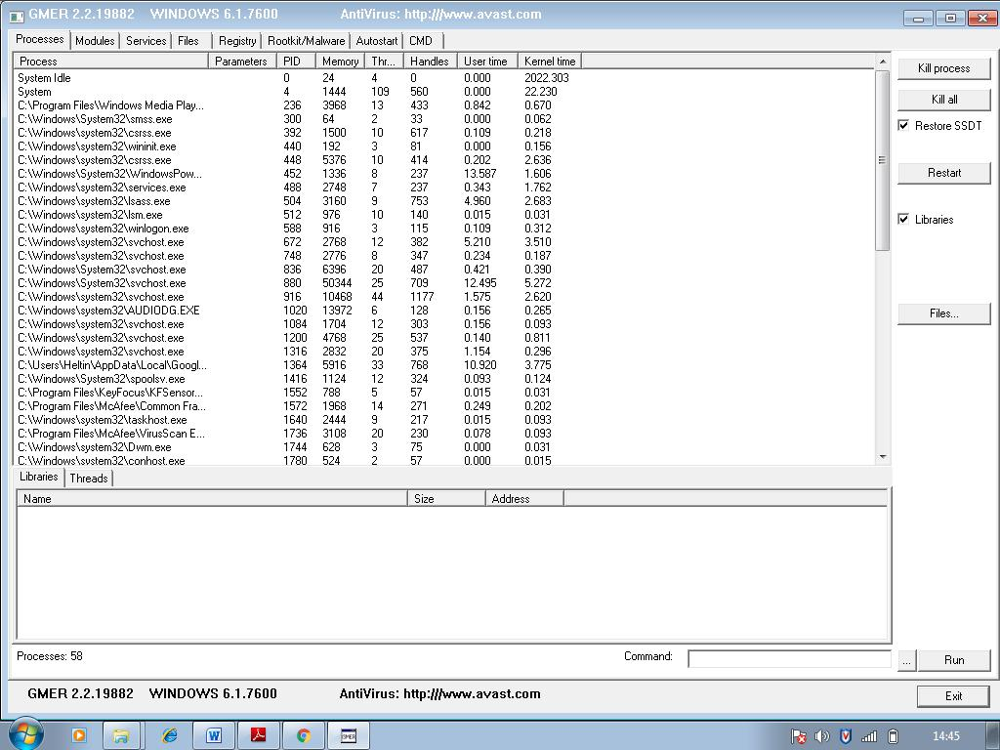 GMER 2.2.19882 WINDOWS 6.1.7600 AntiVirus: http:///www.avast.com
Processes Modules Services Files Registry Rootkit/Malware Autostart CMD
Process Parameters PID Memory Thr... Handles User time Kernel time
System Idle 0 24 4 0 0.000 2022.303
System 4 1444 109 560 0.000 22.230
C:\Program Files\Windows Media Play... 236 3968 13 433 0.842 0.670
C:\Windows\System32\smss.exe 300 64 2 33 0.000 0.062
C:\Windows\system32\csrss.exe 392 1500 10 617 0.109 0.218
C:\Windows\system32\wininit.exe 440 192 3 81 0.000 0.156
C:\Windows\system32\csrss.exe 448 5376 10 414 0.202 2.636
C:\Windows\System32\WindowsPow... 452 1336 8 237 13.587 1.606
C:\Windows\system32\services.exe 488 2748 7 237 0.343 1.762
C:\Windows\system32\lsass.exe 504 3160 9 753 4.960 2.683
C:\Windows\system32\lsm.exe 512 976 10 140 0.015 0.031
C:\Windows\system32\winlogon.exe 588 916 3 115 0.109 0.312
C:\Windows\system32\svchost.exe 672 2768 12 382 5.210 3.510
C:\Windows\system32\svchost.exe 748 2776 8 347 0.234 0.187
C:\Windows\System32\svchost.exe 836 6396 20 487 0.421 0.390
C:\Windows\System32\svchost.exe 880 50344 25 709 12.495 5.272
C:\Windows\system32\svchost.exe 916 10468 44 1177 1.575 2.620
C:\Windows\system32\AUDIODG.EXE 1020 13972 6 128 0.156 0.265
C:\Windows\system32\svchost.exe 1084 1704 12 303 0.156 0.093
C:\Windows\system32\svchost.exe 1200 4768 25 537 0.140 0.811
C:\Windows\system32\svchost.exe 1316 2832 20 375 1.154 0.296
C:\Users\Heltin\AppData\Local\Googl... 1364 5916 33 768 10.920 3.775
C:\Windows\System32\spoolsv.exe 1416 1124 12 324 0.093 0.124
C:\Program Files\KeyFocus\KFSensor... 1552 788 5 57 0.015 0.031
C:\Program Files\McAfee\Common Fra... 1572 1968 14 271 0.249 0.202
C:\Windows\system32\taskhost.exe 1640 2444 9 217 0.015 0.093
C:\Program Files\McAfee\VirusScan E... 1736 3108 20 230 0.078 0.093
C:\Windows\system32\Dwm.exe 1744 628 3 75 0.000 0.031
C:\Windows\system32\conhost.exe 1780 524 2 57 0.000 0.015
Kill process
Kill all
Restore SSDT
Restart
Libraries
Files...
Libraries Threads
Name Size Address
Processes: 58 Command: ... Run
GMER 2.2.19882 WINDOWS 6.1.7600 AntiVirus: http:///www.avast.com Exit
GMER
14:45